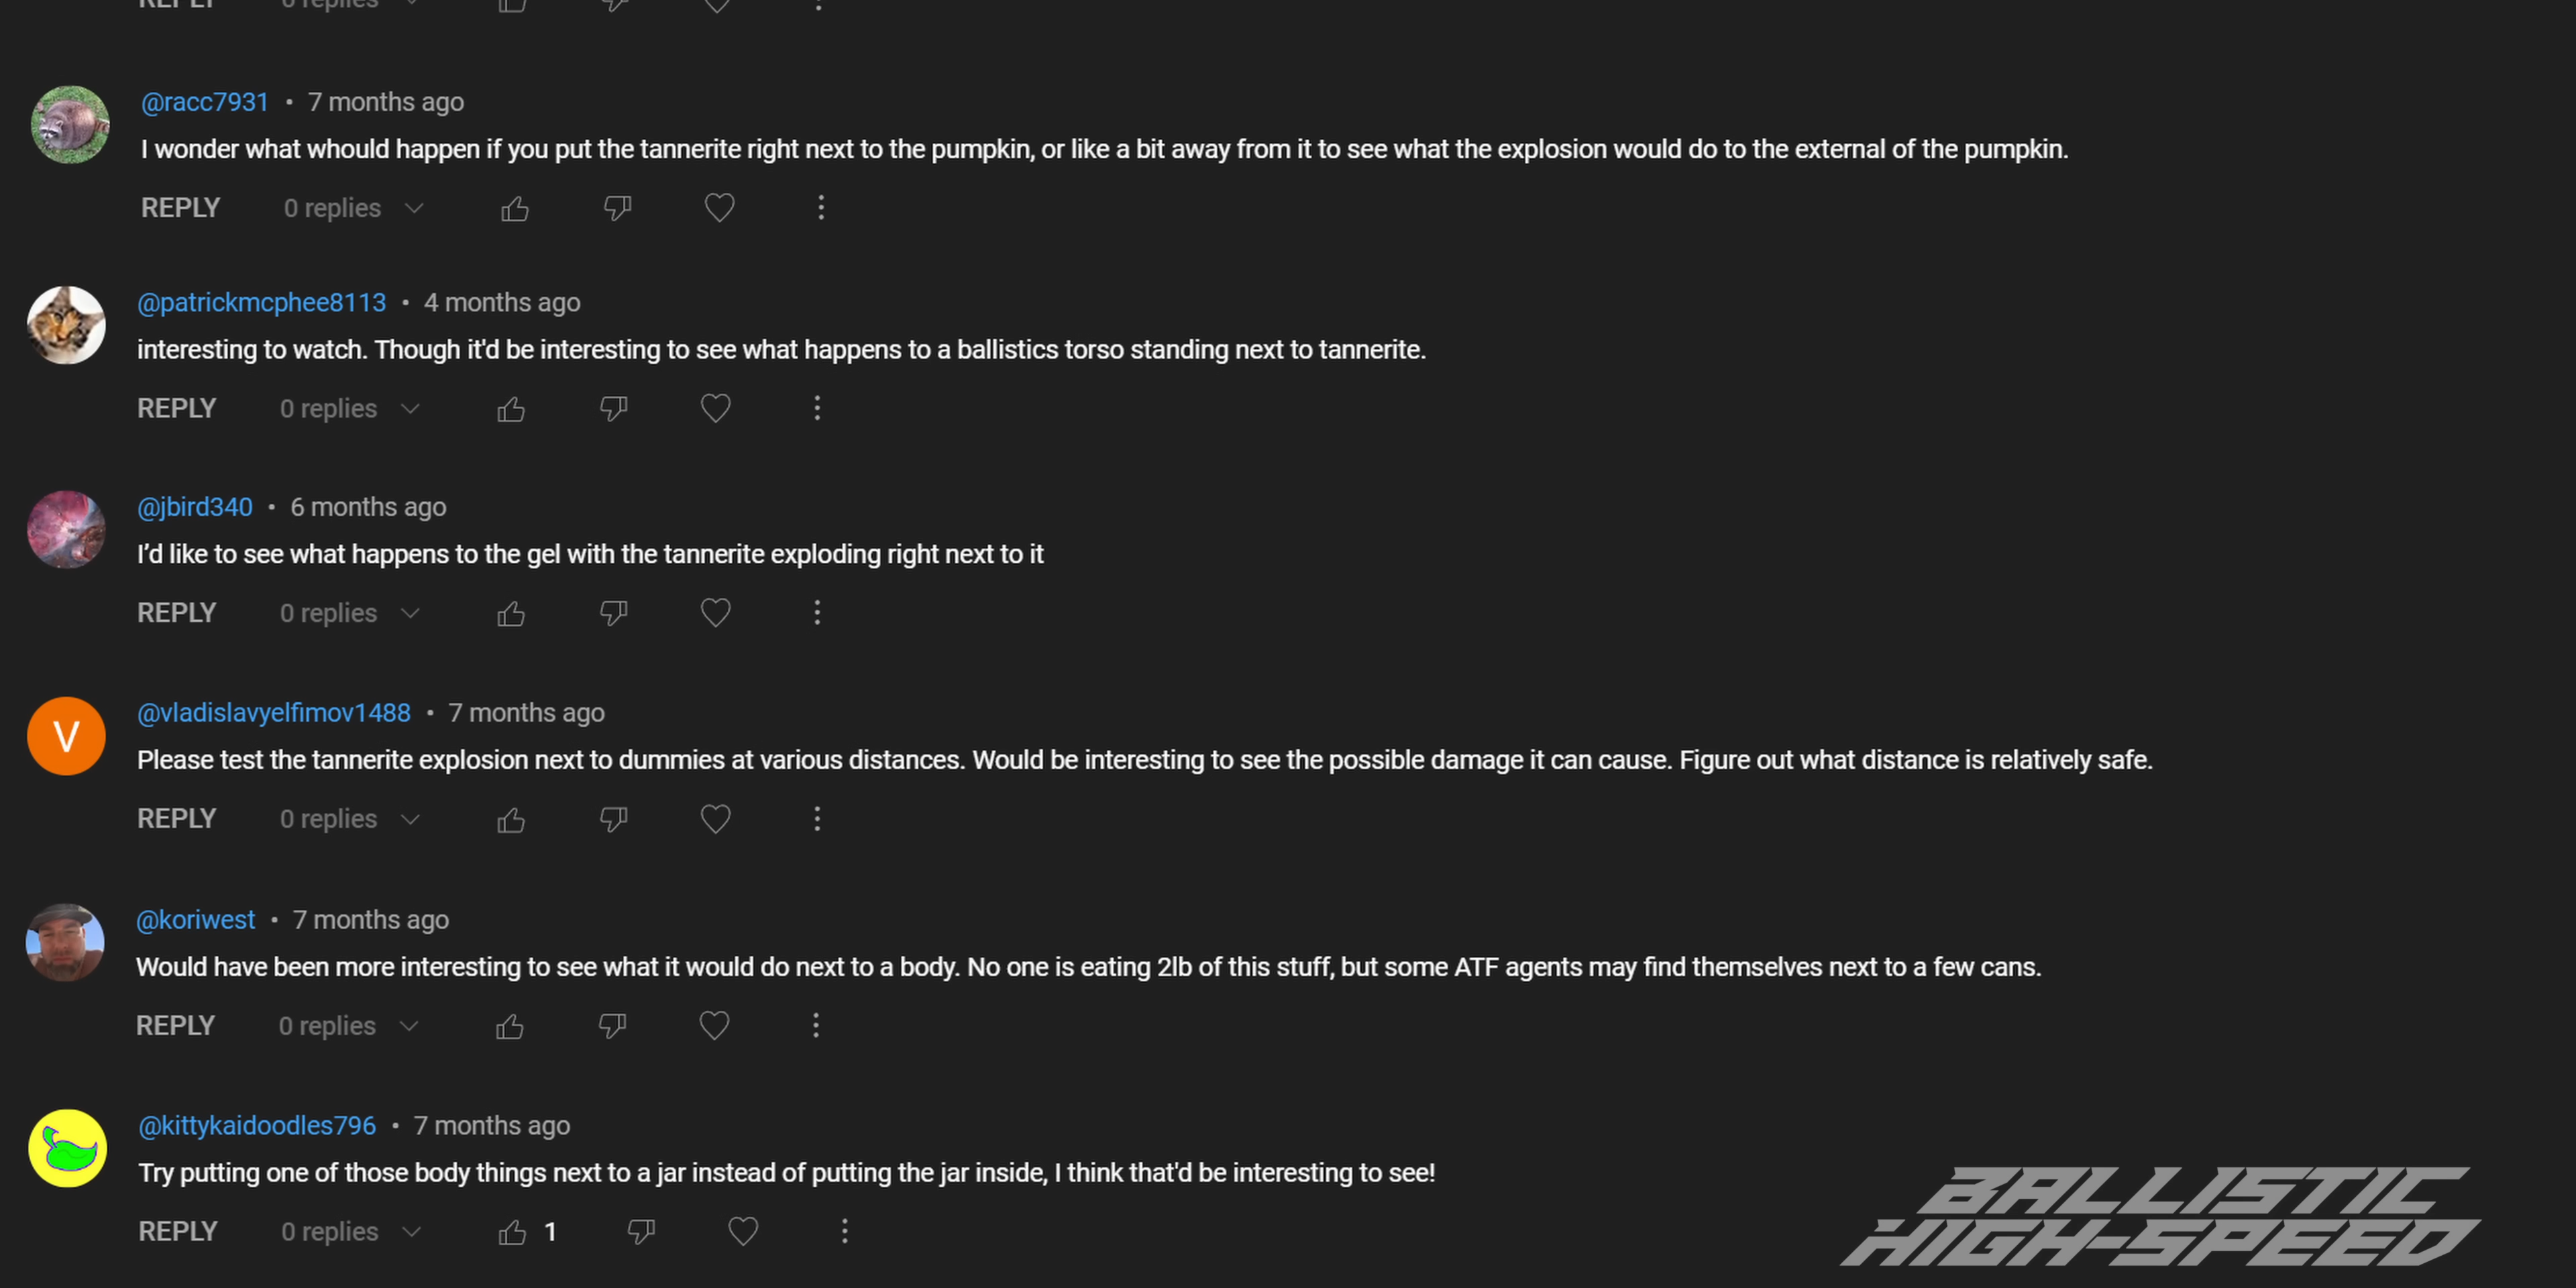 REPLY 0 replies
@racc7931 • 7 months ago
I wonder what whould happen if you put the tannerite right next to the pumpkin, or like a bit away from it to see what the explosion would do to the external of the pumpkin.
REPLY 0 replies
@patrickmcphee8113 • 4 months ago
interesting to watch. Though it'd be interesting to see what happens to a ballistics torso standing next to tannerite.
REPLY 0 replies
@jbird340 • 6 months ago
I’d like to see what happens to the gel with the tannerite exploding right next to it
REPLY 0 replies
V
@vladislavyelfimov1488 • 7 months ago
Please test the tannerite explosion next to dummies at various distances. Would be interesting to see the possible damage it can cause. Figure out what distance is relatively safe.
REPLY 0 replies
@koriwest • 7 months ago
Would have been more interesting to see what it would do next to a body. No one is eating 2lb of this stuff, but some ATF agents may find themselves next to a few cans.
REPLY 0 replies
@kittykaidoodles796 • 7 months ago
Try putting one of those body things next to a jar instead of putting the jar inside, I think that'd be interesting to see!
REPLY 0 replies 1
BALLISTIC
HIGH-SPEED